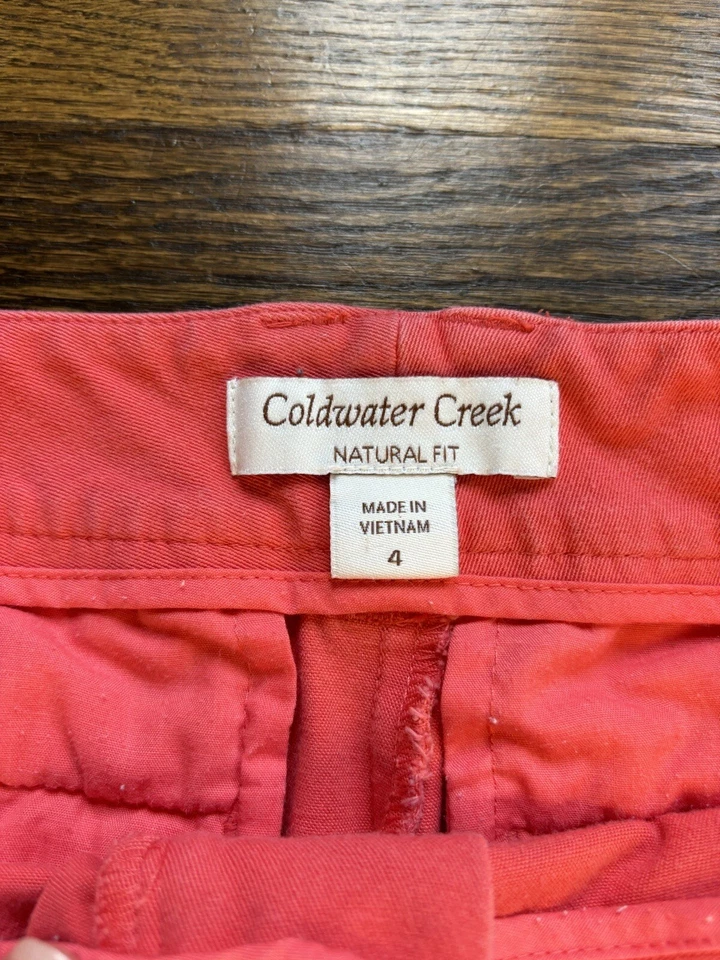 Coldwater Creek
NATURAL FIT
MADE IN
VIETNAM
4